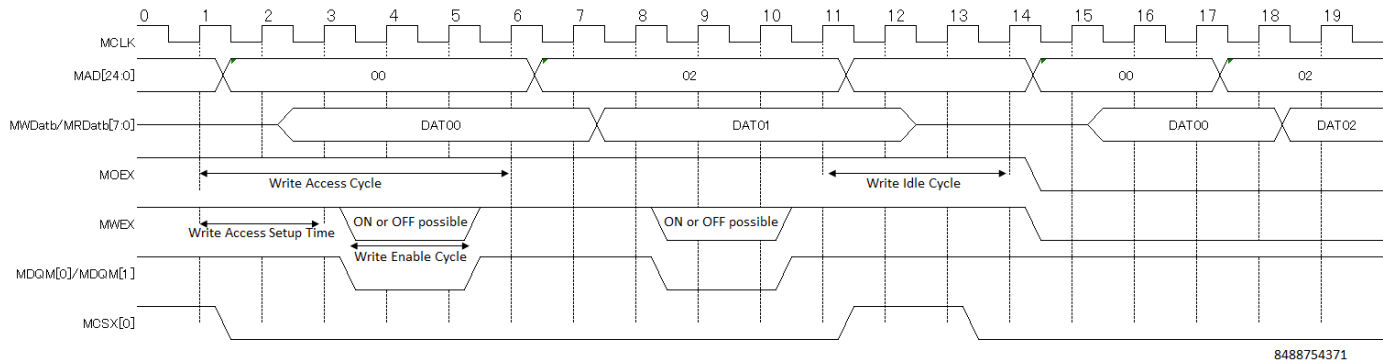 0 1 2 3 4 5 6 7 8 9 10 11 12 13 14 15 16 17 18 19
MCLK
MAD[24:0] 00 02 00 02
MWDatb/MRDatb[7:0] DAT00 DAT01 DAT00 DAT02
MOEX
Write Access Cycle Write Idle Cycle
MWEX ON or OFF possible ON or OFF possible
Write Access Setup Time
Write Enable Cycle
MDQM[0]/MDQM[1]
MCSX[0]
8488754371